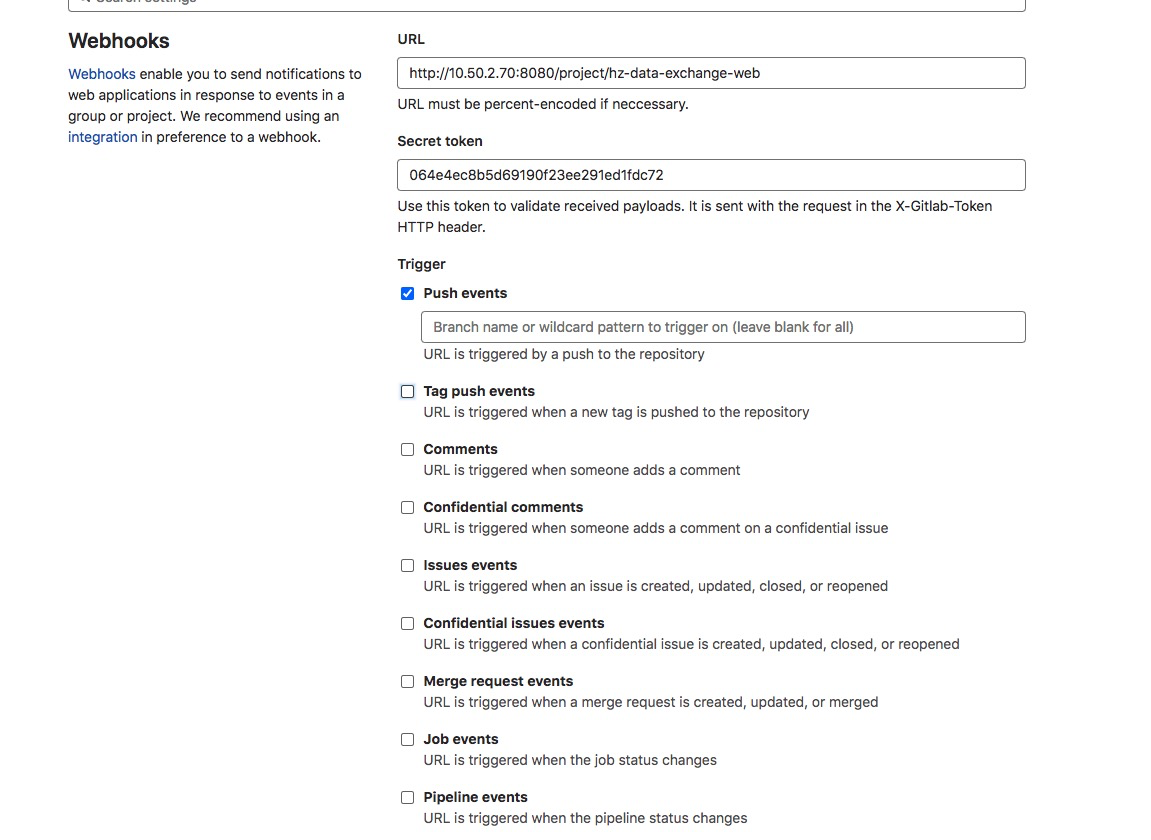 Search settings
Webhooks
Webhooks enable you to send notifications to
web applications in response to events in a
group or project. We recommend using an
integration in preference to a webhook.
URL
http://10.50.2.70:8080/project/hz-data-exchange-web
URL must be percent-encoded if neccessary.
Secret token
064e4ec8b5d69190f23ee291ed1fdc72
Use this token to validate received payloads. It is sent with the request in the X-Gitlab-Token
HTTP header.
Trigger
Push events
Branch name or wildcard pattern to trigger on (leave blank for all)
URL is triggered by a push to the repository
Tag push events
URL is triggered when a new tag is pushed to the repository
Comments
URL is triggered when someone adds a comment
Confidential comments
URL is triggered when someone adds a comment on a confidential issue
Issues events
URL is triggered when an issue is created, updated, closed, or reopened
Confidential issues events
URL is triggered when a confidential issue is created, updated, closed, or reopened
Merge request events
URL is triggered when a merge request is created, updated, or merged
Job events
URL is triggered when the job status changes
Pipeline events
URL is triggered when the pipeline status changes